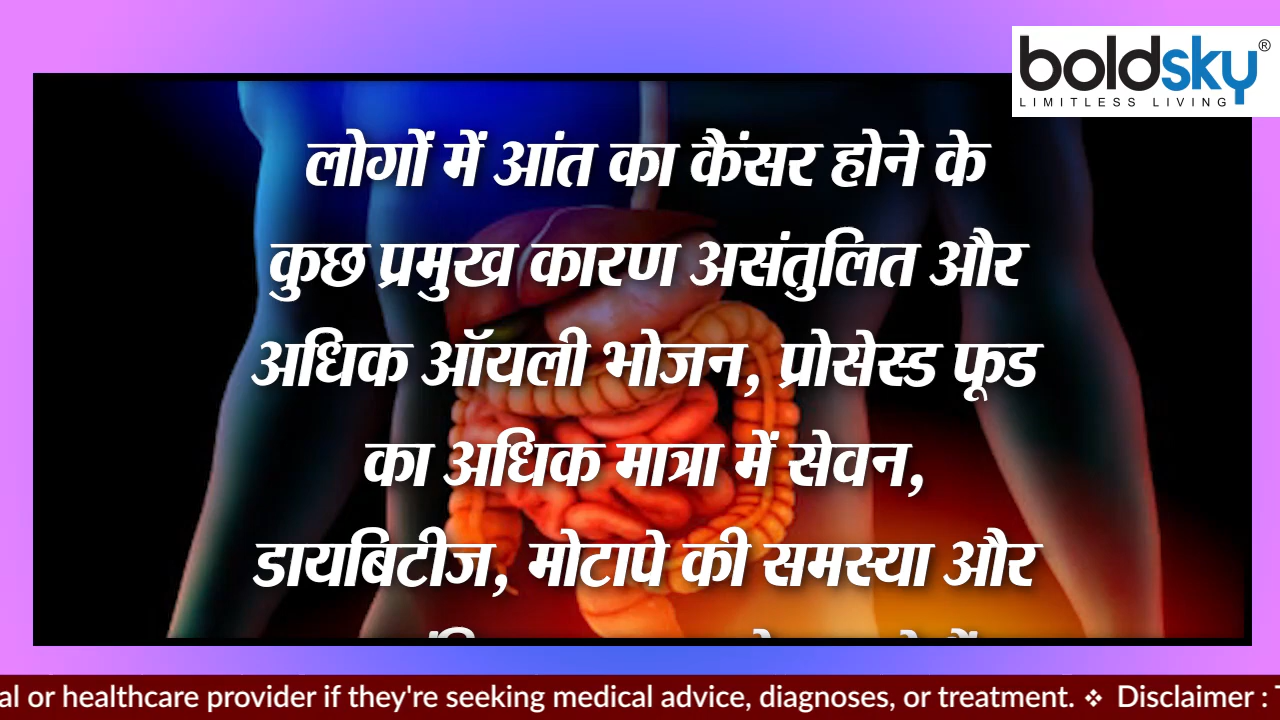 boldsky®
LIMITLESS LIVING
लोगों में आंत का कैंसर होने के
कुछ प्रमुख कारण असंतुलित और
अधिक ऑयली भोजन, प्रोसेस्ड फूड
का अधिक मात्रा में सेवन,
डायबिटीज, मोटापे की समस्या और
al or healthcare provider if they're seeking medical advice, diagnoses, or treatment. ❖ Disclaimer :